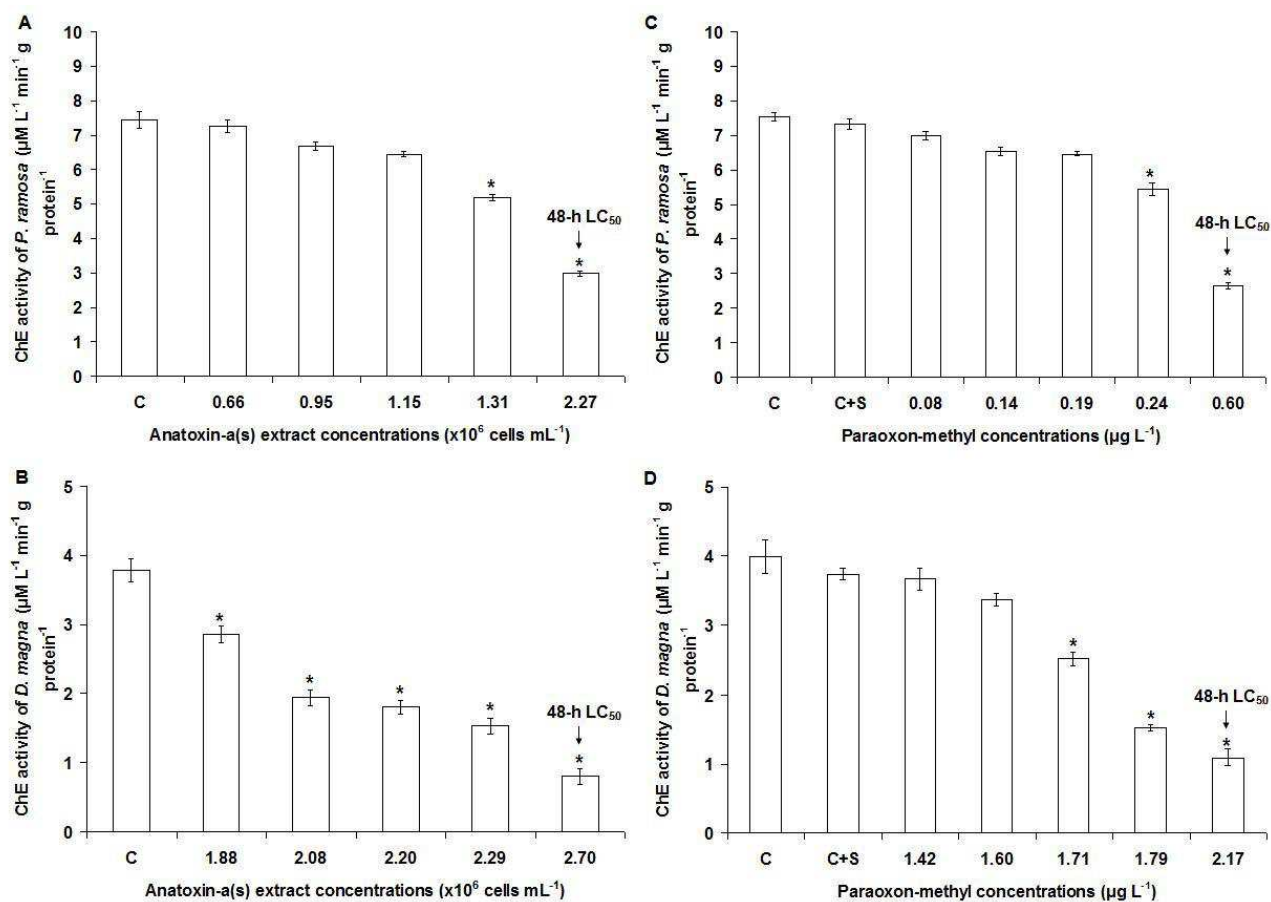 A
ChE activity of P. ramosa (µM L⁻¹ min⁻¹ g
protein⁻¹
10
9
8
7
6
5
4
3
2
1
0
*
48-h LC₅₀
*
C 0.66 0.95 1.15 1.31 2.27
Anatoxin-a(s) extract concentrations (x10⁶ cells mL⁻¹)
C
ChE activity of P. ramosa (µM L⁻¹ min⁻¹ g
protein⁻¹
10
9
8
7
6
5
4
3
2
1
0
*
48-h LC₅₀
*
C C+S 0.08 0.14 0.19 0.24 0.60
Paraoxon-methyl concentrations (µg L⁻¹)
B
ChE activity of D. magna (µM L⁻¹ min⁻¹ g
protein⁻¹
5
4
3
2
1
0
*
*
*
*
48-h LC₅₀
*
C 1.88 2.08 2.20 2.29 2.70
Anatoxin-a(s) extract concentrations (x10⁶ cells mL⁻¹)
D
ChE activity of D. magna (µM L⁻¹ min⁻¹ g
protein⁻¹
5
4
3
2
1
0
*
*
48-h LC₅₀
*
C C+S 1.42 1.60 1.71 1.79 2.17
Paraoxon-methyl concentrations (µg L⁻¹)